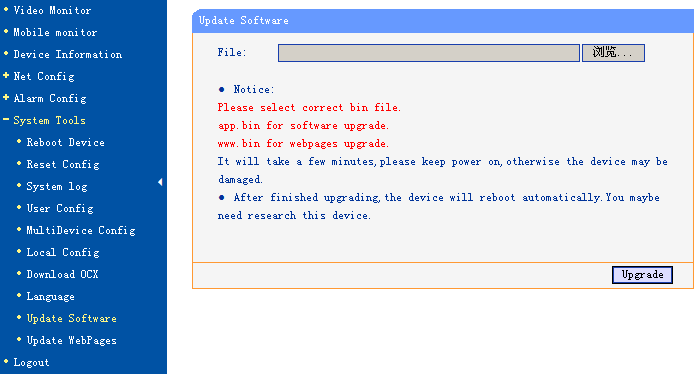 Video Monitor
Mobile monitor
Device Information
Net Config
Alarm Config
System Tools
Reboot Device
Reset Config
System log
User Config
MultiDevice Config
Local Config
Download OCX
Language
Update Software
Update WebPages
Logout
Update Software
File: 浏览...
● Notice:
Please select correct bin file.
app.bin for software upgrade.
www.bin for webpages upgrade.
It will take a few minutes,please keep power on,otherwise the device may be
damaged.
● After finished upgrading,the device will reboot automatically.You maybe
need research this device.
Upgrade